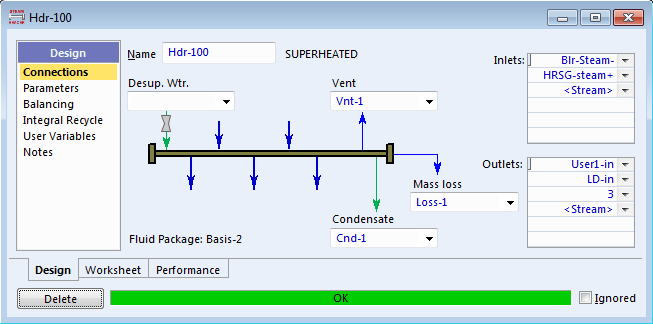 Hdr-100
Design
Connections
Parameters
Balancing
Integral Recycle
User Variables
Notes
Name Hdr-100 SUPERHEATED
Desup. Wtr.
Vent
Vnt-1
Mass loss
Loss-1
Condensate
Cnd-1
Fluid Package: Basis-2
Inlets: Blr-Steam-
HRSG-steam+
<Stream>
Outlets: User1-in
LD-in
3
<Stream>
Design Worksheet Performance
Delete OK Ignored